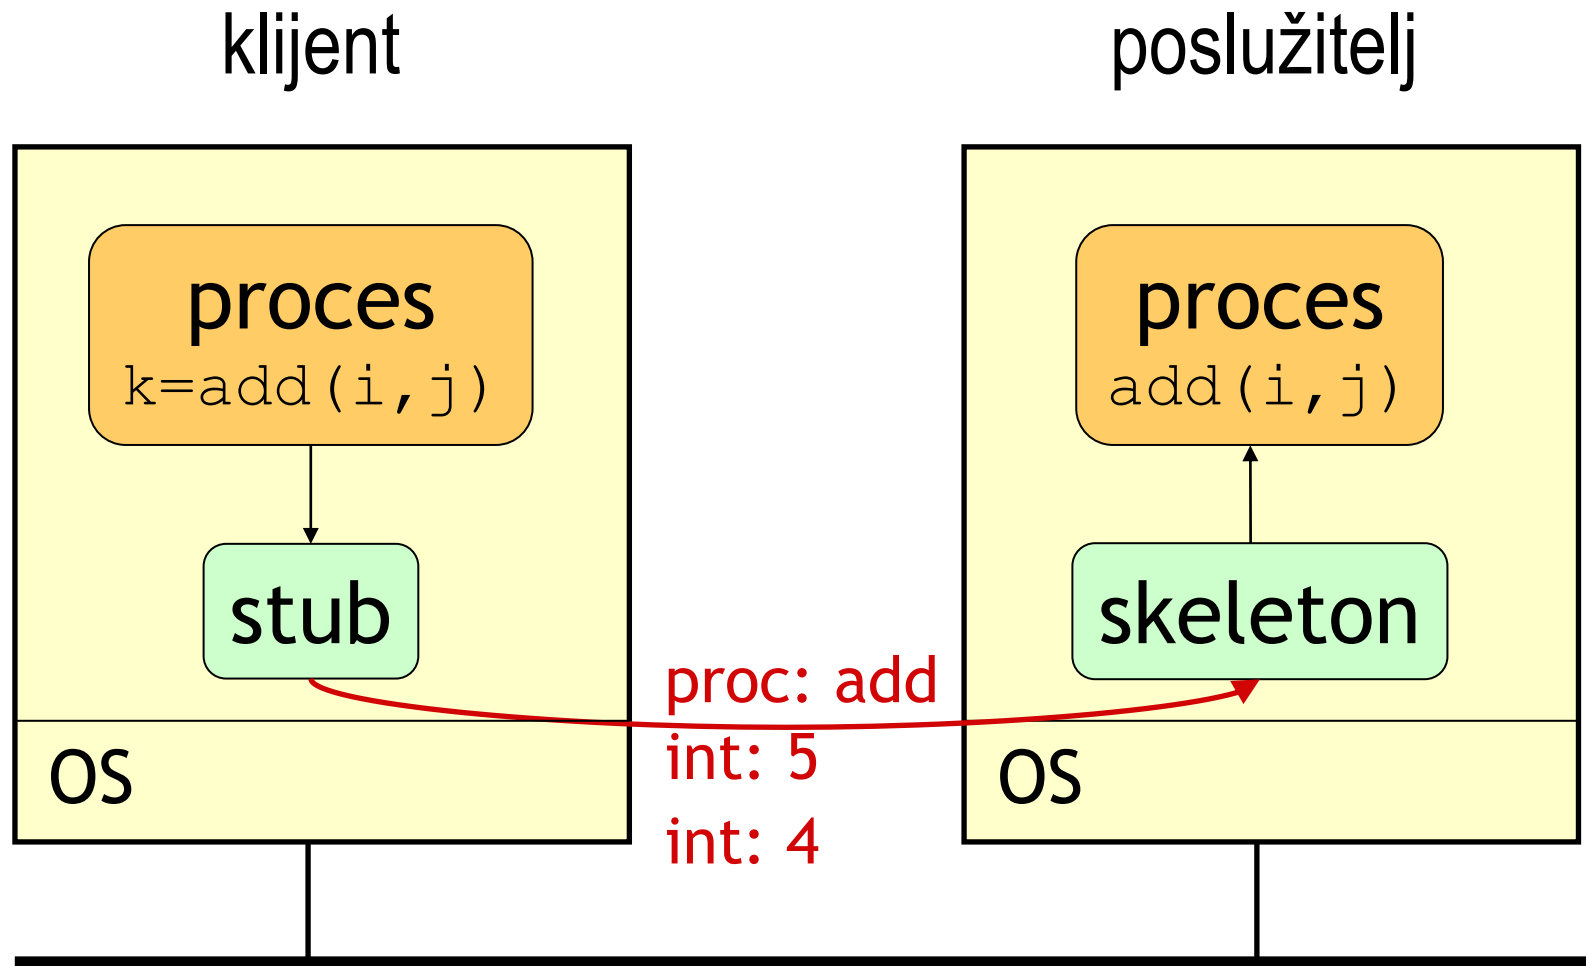 klijent
poslužitelj
proces
k=add(i,j)
proces
add(i,j)
stub
skeleton
proc: add
int: 5
int: 4
OS
OS